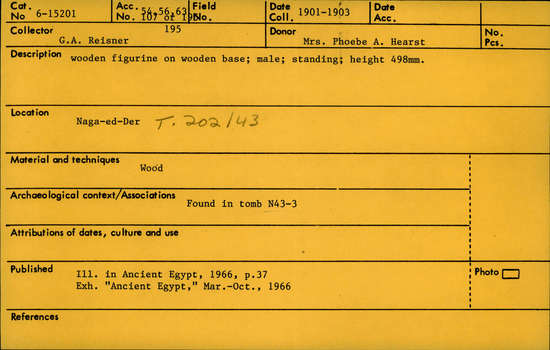 Cat. No 6-15201 Acc. No. 54,56,63 107 of 195 Field No. Date Coll. 1901-1903 Date Acc.
Collector G.A. Reisner 195 Donor Mrs. Phoebe A. Hearst No. Pcs.
Description wooden figurine on wooden base; male; standing; height 498mm.
Location
Naga-ed-Der T. 202/43
Material and techniques
Wood
Archaeological context/Associations Found in tomb N43-3
Attributions of dates, culture and use
Published Ill. in Ancient Egypt, 1966, p.37 Photo
Exh. "Ancient Egypt," Mar.-Oct., 1966
References